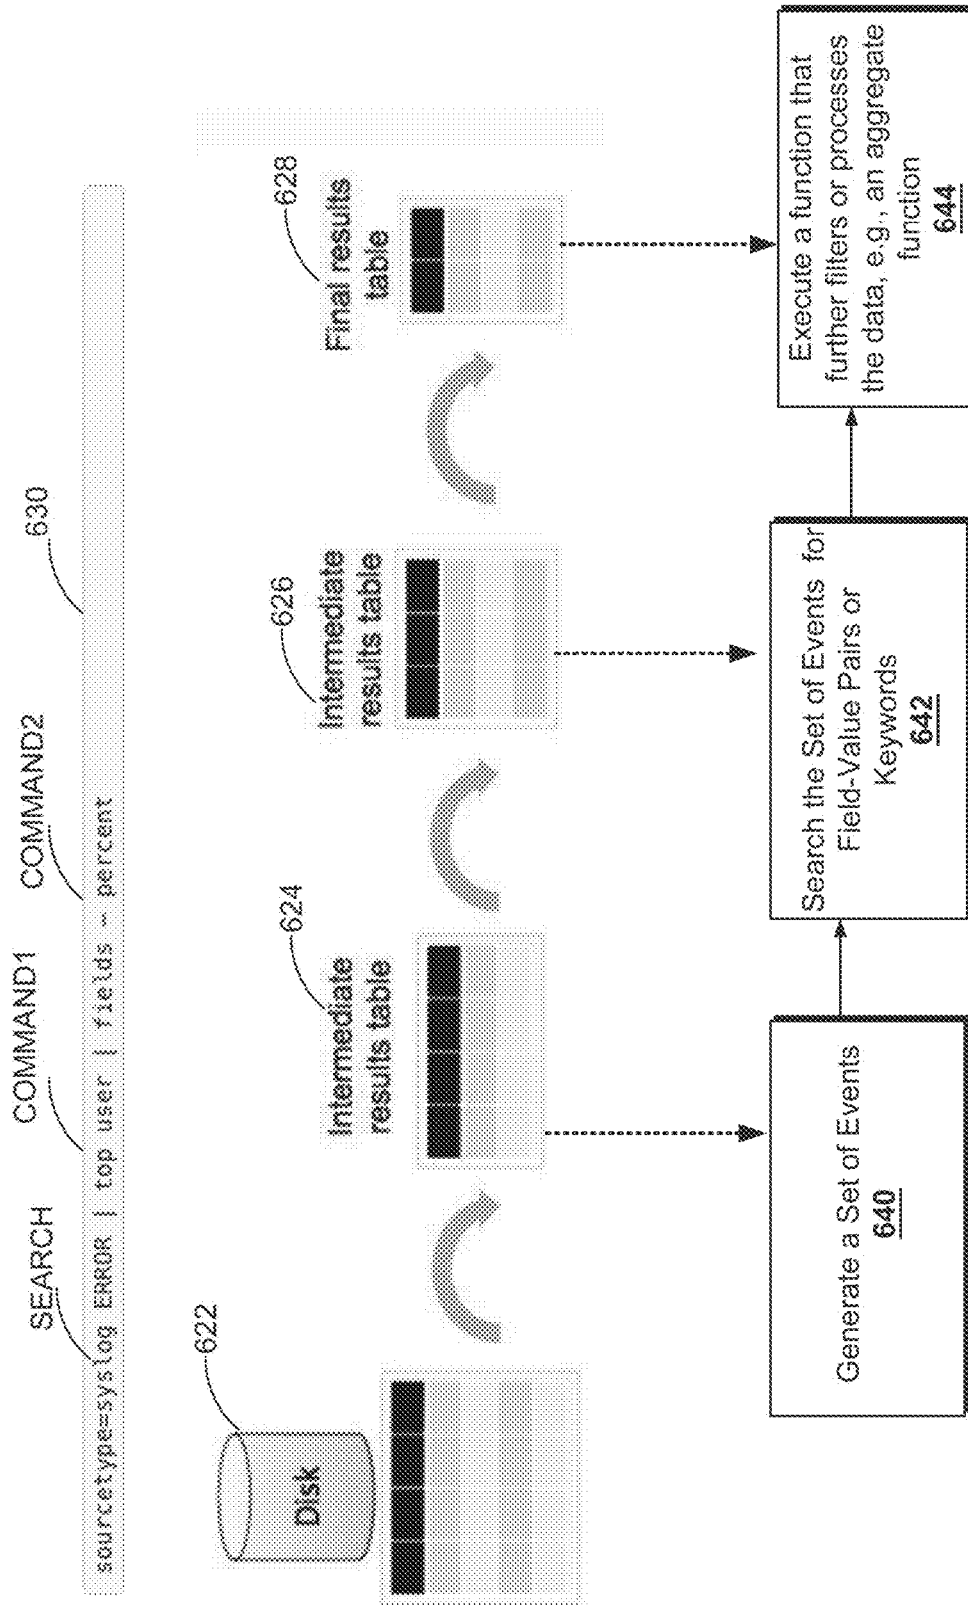 SEARCH
COMMAND1
COMMAND2
630
sourcetype=syslog ERROR | top user | fields – percent
622
Disk
624
Intermediate
results table
626
Intermediate
results table
628
Final results
table
Generate a Set of Events
640
Search the Set of Events for
Field-Value Pairs or
Keywords
642
Execute a function that
further filters or processes
the data, e.g., an aggregate
function
644